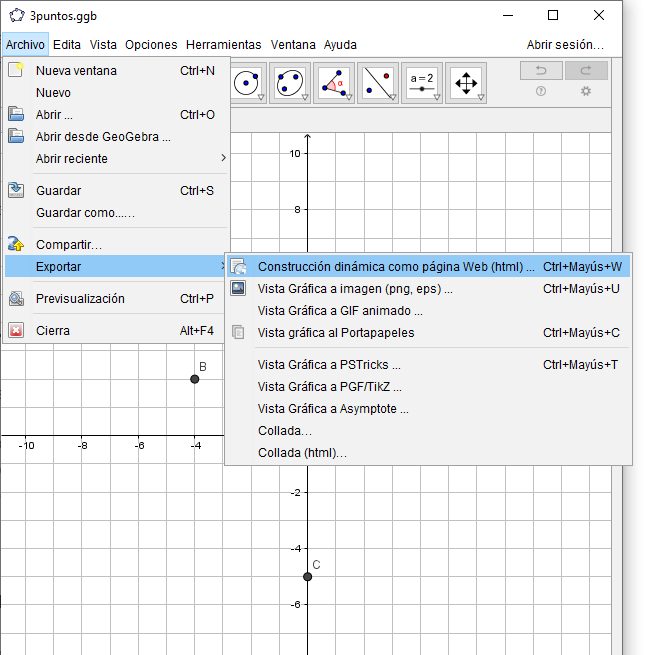 3puntos.ggb
Archivo Edita Vista Opciones Herramientas Ventana Ayuda Abrir sesión…
Nueva ventana Ctrl+N
Nuevo
Abrir ... Ctrl+O
Abrir desde GeoGebra ...
Abrir reciente
Guardar Ctrl+S
Guardar como......
Compartir…
Exportar
Previsualización Ctrl+P
Cierra Alt+F4
α
a=2
Construcción dinámica como página Web (html) ... Ctrl+Mayús+W
Vista Gráfica a imagen (png, eps) ... Ctrl+Mayús+U
Vista Gráfica a GIF animado ...
Vista gráfica al Portapapeles Ctrl+Mayús+C
Vista Gráfica a PSTricks ... Ctrl+Mayús+T
Vista Gráfica a PGF/TikZ ...
Vista Gráfica a Asymptote ...
Collada…
Collada (html)…
10
8
B
-10 -8 -6 -4
-2
-4
C
-6